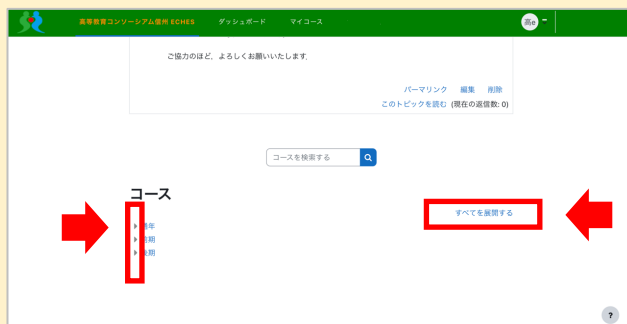 高等教育コンソーシアム信州 ECHES ダッシュボード マイコース 高e
ご協力のほど、よろしくお願いいたします.
パーマリンク 編集 削除
このトピックを読む (現在の返信数: 0)
コースを検索する
コース
すべてを展開する
?